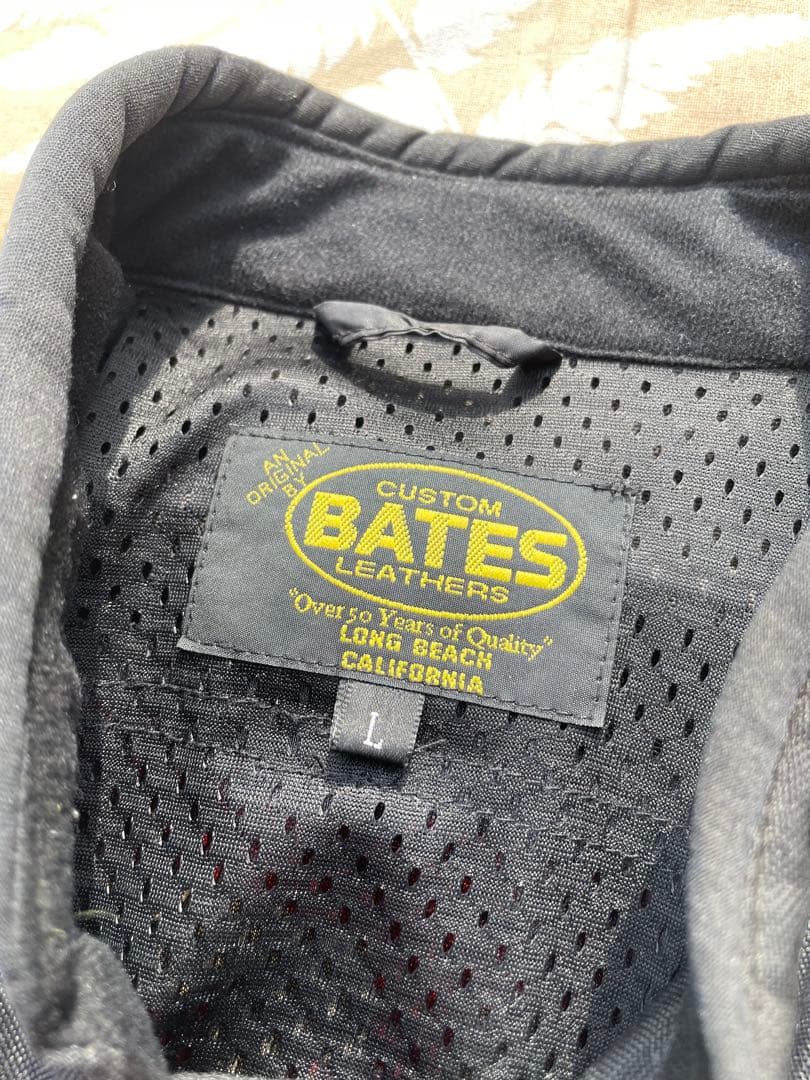 AN
ORIGINAL
BY
CUSTOM
BATES
LEATHERS
"Over 50 Years of Quality"
LONG BEACH
CALIFORNIA
L